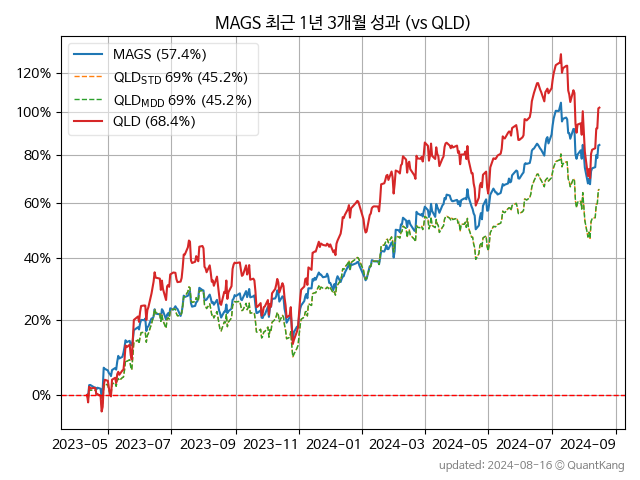 MAGS 최근 1년 3개월 성과 (vs QLD)
MAGS (57.4%)
QLD_STD 69% (45.2%)
QLD_MDD 69% (45.2%)
QLD (68.4%)
120%
100%
80%
60%
40%
20%
0%
2023-05 2023-07 2023-09 2023-11 2024-01 2024-03 2024-05 2024-07 2024-09
updated: 2024-08-16 © QuantKang